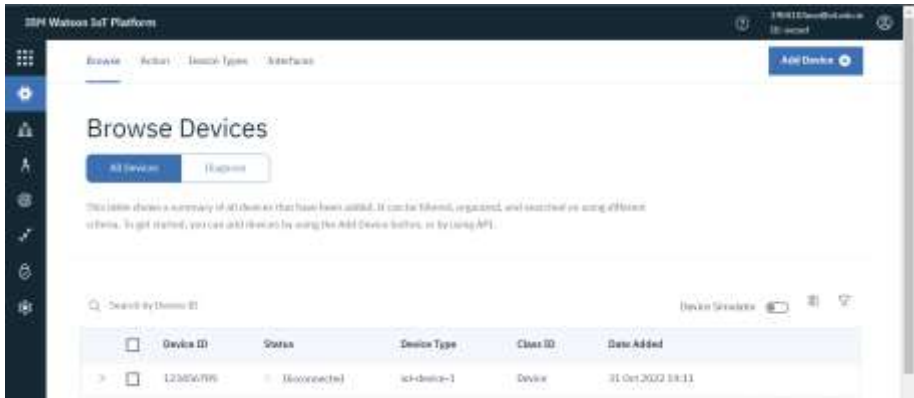 IBM Watson IoT Platform
Browse Action Device Types Interfaces
Add Device
Browse Devices
All Devices Diagnose
This table shows a summary of all devices that have been added. It can be filtered, organized, and searched on using different
criteria. To get started, you can add devices by using the Add Device button, or by using API.
Search by Device ID
Device Simulator
Device ID Status Device Type Class ID Date Added
123456789 Disconnected Device 31 Oct 2022 19:11